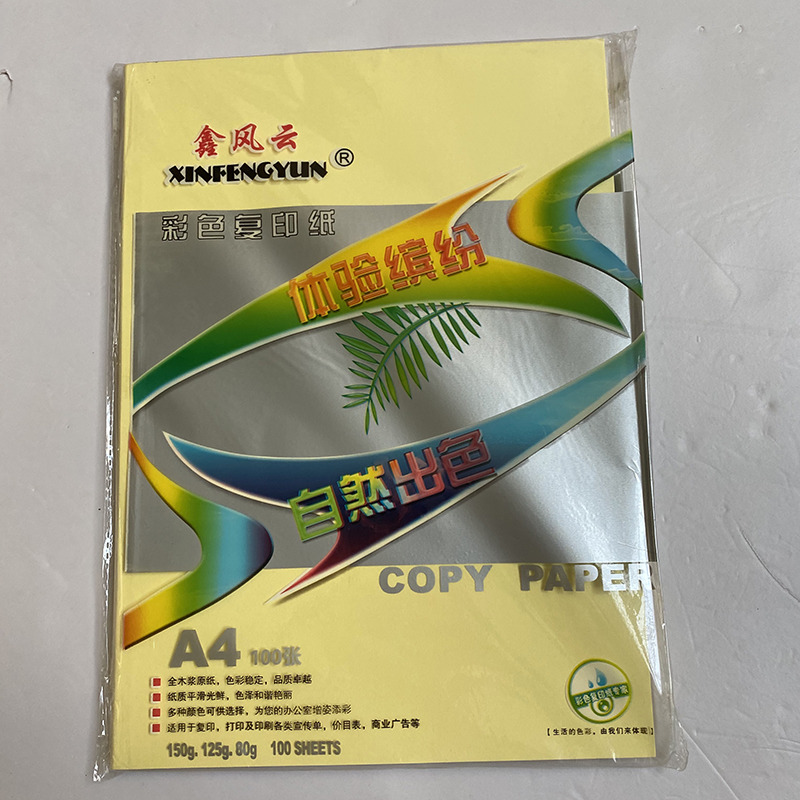 鑫风云
XINFENGYUN®
彩色复印纸
体验缤纷
自然出色
COPY PAPER
A4 100张
全木浆原纸，色彩稳定，品质卓越
纸质平滑光鲜，色泽和谐艳丽
多种颜色可供选择，为您的办公室增姿添彩
适用于复印，打印及印刷各类宣传单，价目表，商业广告等
150g. 125g. 80g 100 SHEETS
彩色复印纸专家
【生活的色彩，由我们来体现】